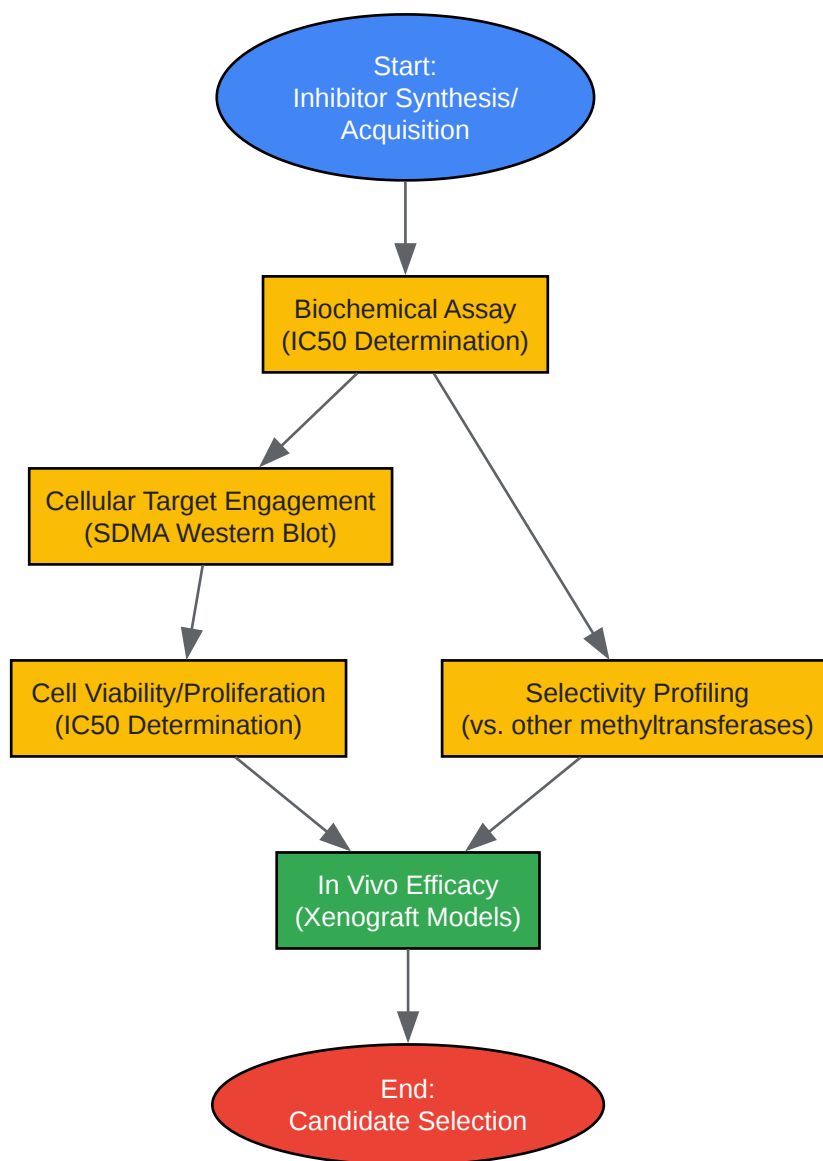 Start:
Inhibitor Synthesis/
Acquisition
Biochemical Assay
(IC50 Determination)
Cellular Target Engagement
(SDMA Western Blot)
Cell Viability/Proliferation
(IC50 Determination)
Selectivity Profiling
(vs. other methyltransferases)
In Vivo Efficacy
(Xenograft Models)
End:
Candidate Selection